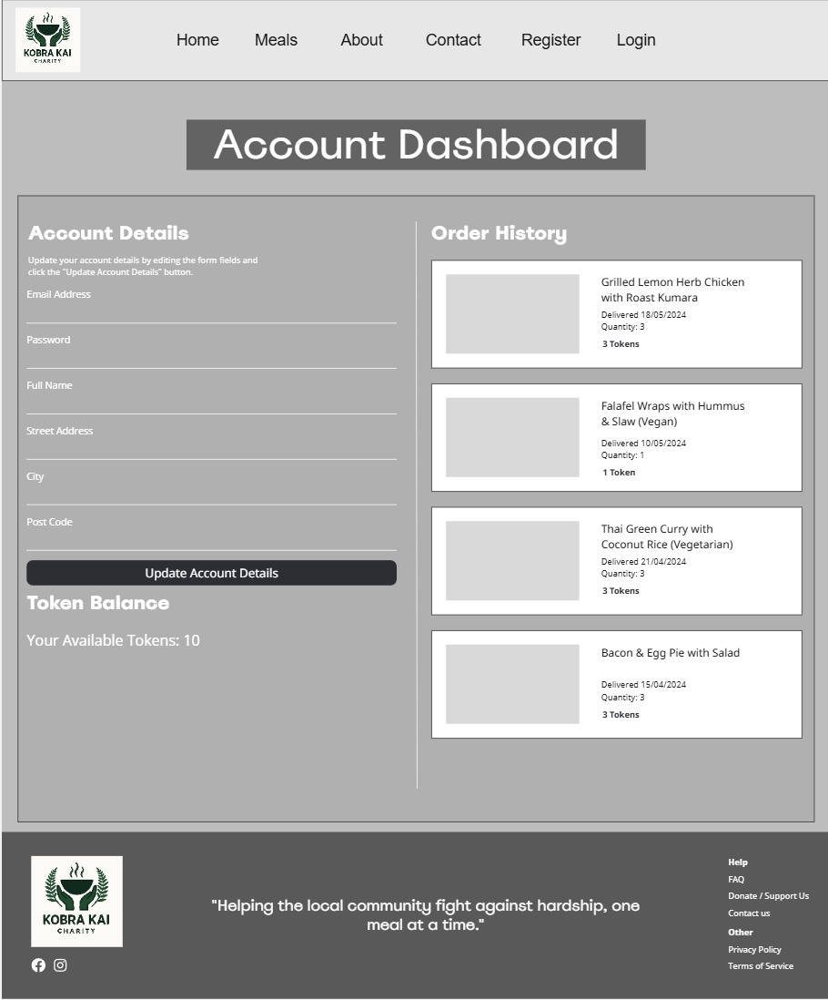 KOBRA KAI
CHARITY
Home Meals About Contact Register Login
Account Dashboard
Account Details
Update your account details by editing the form fields and
click the "Update Account Details" button.
Email Address
Password
Full Name
Street Address
City
Post Code
Update Account Details
Token Balance
Your Available Tokens: 10
Order History
Grilled Lemon Herb Chicken
with Roast Kumara
Delivered 18/05/2024
Quantity: 3
3 Tokens
Falafel Wraps with Hummus
& Slaw (Vegan)
Delivered 10/05/2024
Quantity: 1
1 Token
Thai Green Curry with
Coconut Rice (Vegetarian)
Delivered 21/04/2024
Quantity: 3
3 Tokens
Bacon & Egg Pie with Salad
Delivered 15/04/2024
Quantity: 3
3 Tokens
KOBRA KAI
CHARITY
"Helping the local community fight against hardship, one
meal at a time."
Help
FAQ
Donate / Support Us
Contact us
Other
Privacy Policy
Terms of Service